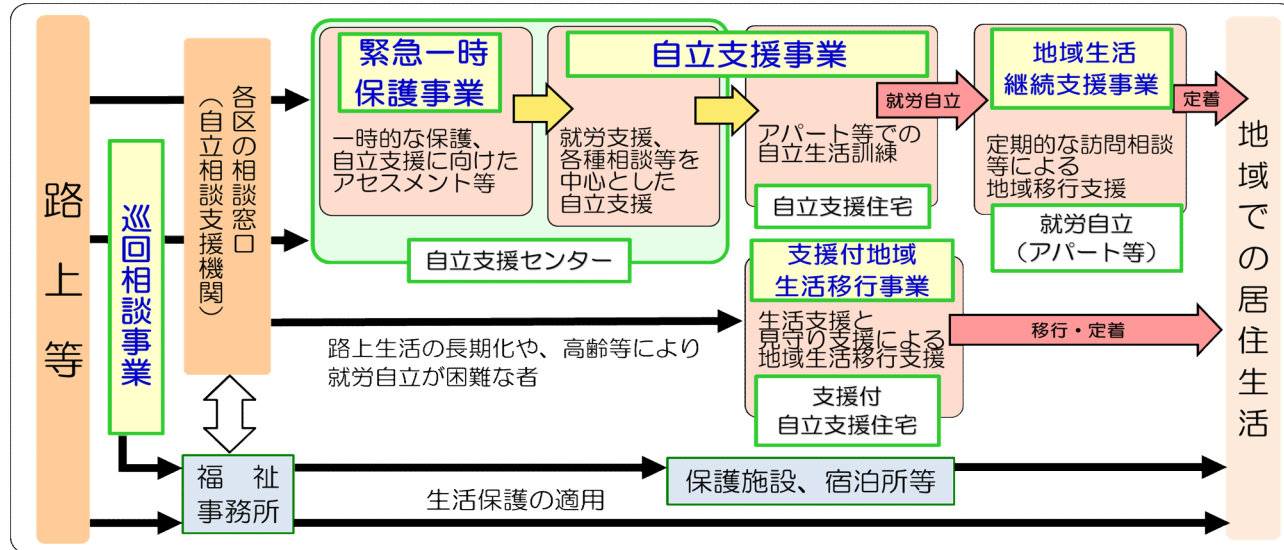 路上等
巡回相談事業
各区の相談窓口
（自立相談支援機関）
緊急一時
保護事業
一時的な保護、
自立支援に向けた
アセスメント等
自立支援事業
就労支援、
各種相談等を
中心とした
自立支援
自立支援センター
アパート等での
自立生活訓練
自立支援住宅
就労自立
地域生活
継続支援事業
定期的な訪問相談
等による
地域移行支援
就労自立
（アパート等）
定着
路上生活の長期化や、高齢等により
就労自立が困難な者
支援付地域
生活移行事業
生活支援と
見守り支援による
地域生活移行支援
支援付
自立支援住宅
移行・定着
福　祉
事務所
生活保護の適用
保護施設、宿泊所等
地域での居住生活